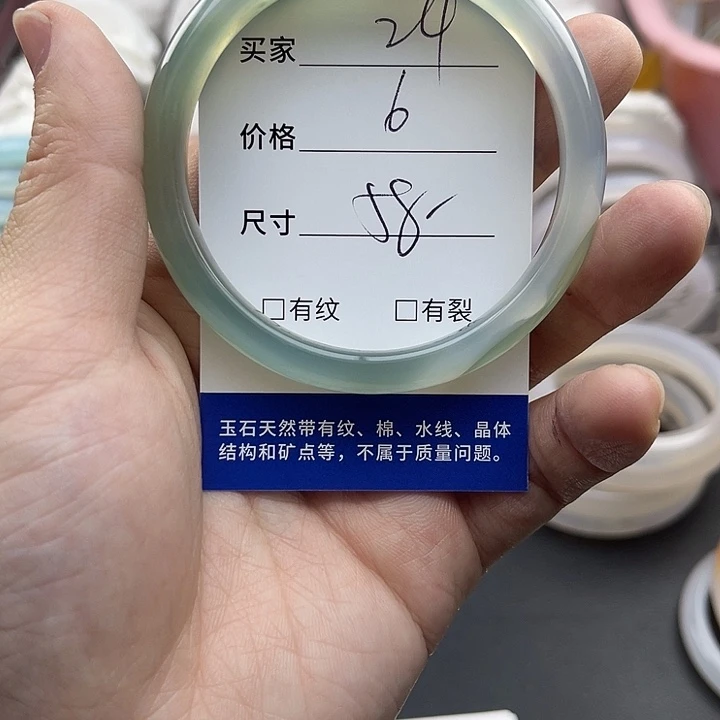 买家 24
价格 6
尺寸 58-
□有纹 □有裂
玉石天然带有纹、棉、水线、晶体
结构和矿点等，不属于质量问题。